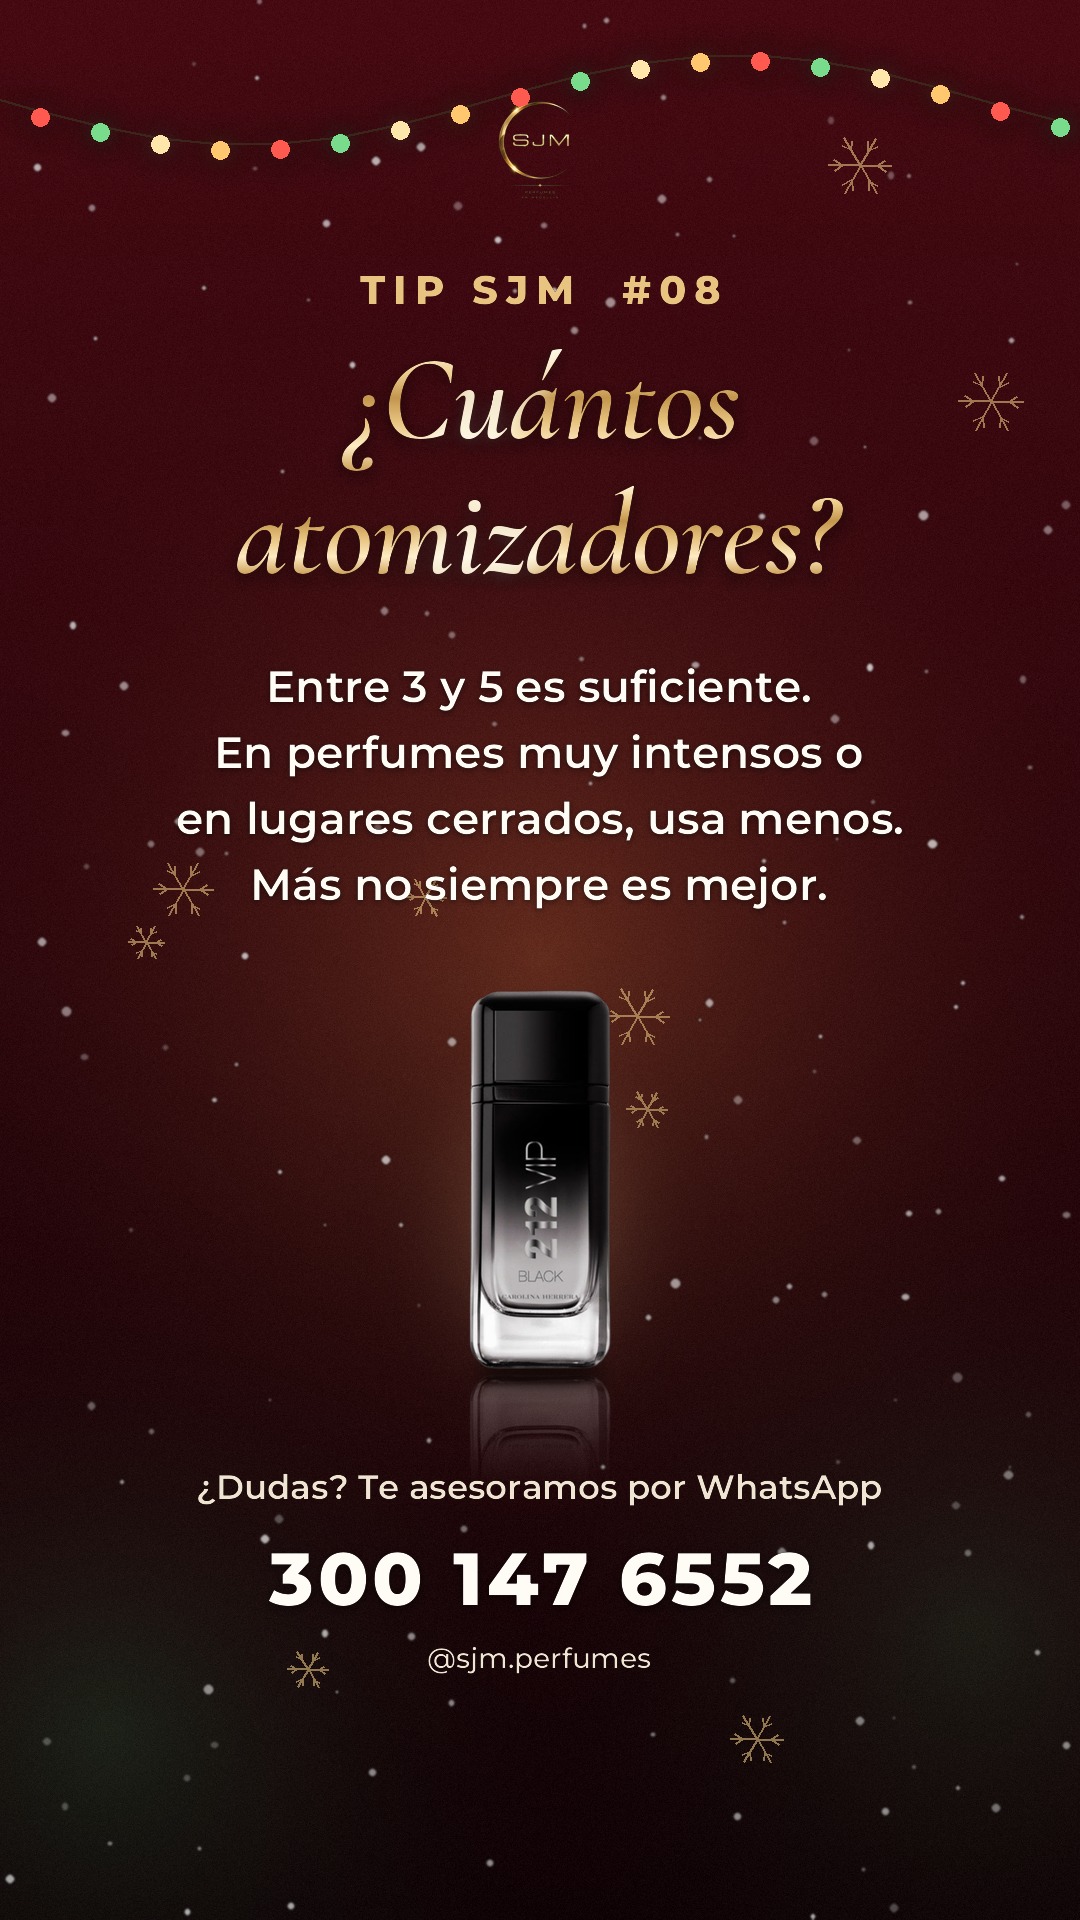 SJM
TIP SJM #08
¿Cuántos
atomizadores?
Entre 3 y 5 es suficiente.
En perfumes muy intensos o
en lugares cerrados, usa menos.
Más no siempre es mejor.
212 VIP
BLACK
CAROLINA HERRERA
¿Dudas? Te asesoramos por WhatsApp
300 147 6552
@sjm.perfumes